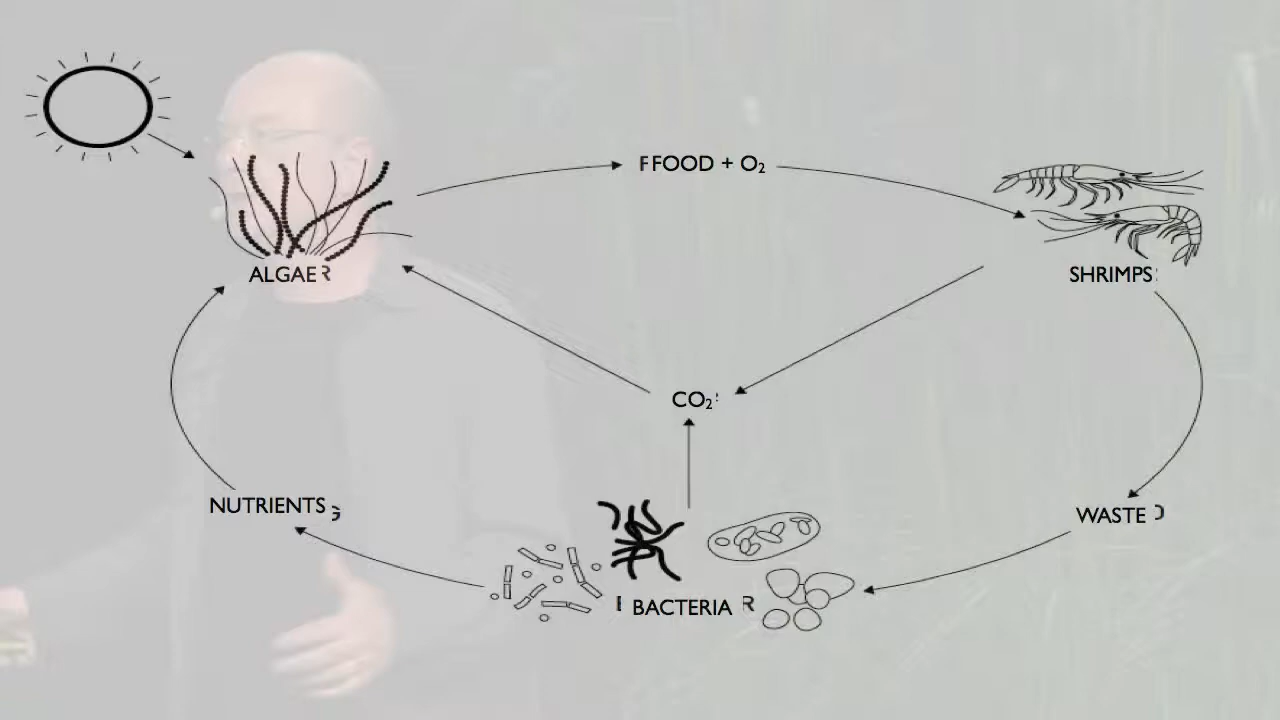 FOOD + O₂
ALGAE
SHRIMPS
CO₂
NUTRIENTS
WASTE
BACTERIA